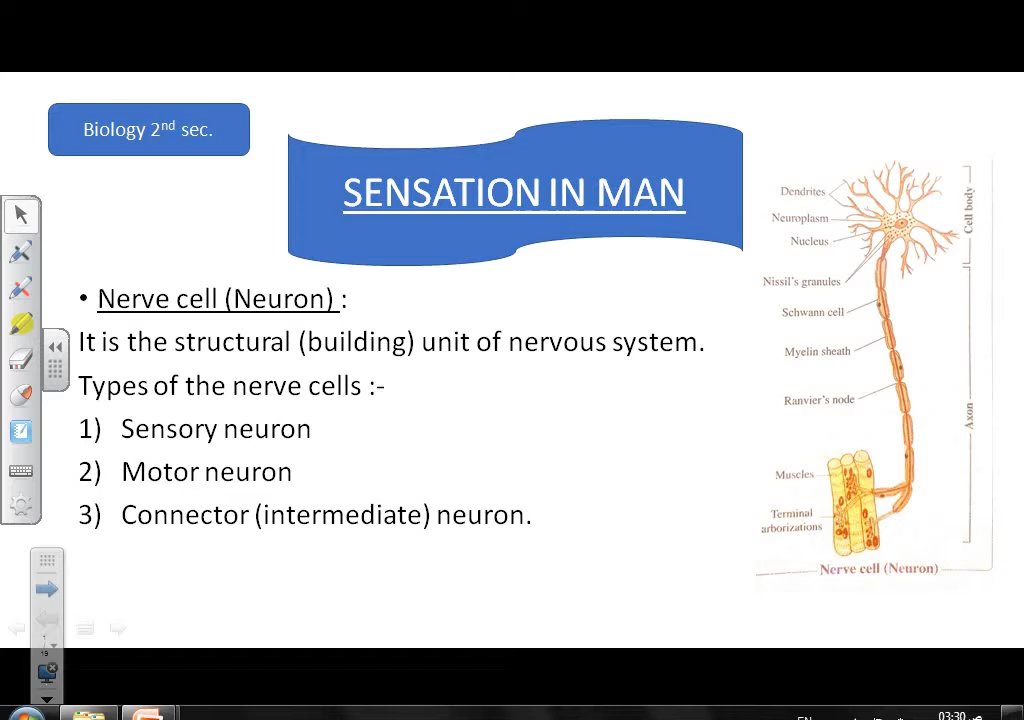 Biology 2nd sec.
SENSATION IN MAN
• Nerve cell (Neuron) :
It is the structural (building) unit of nervous system.
Types of the nerve cells :-
1) Sensory neuron
2) Motor neuron
3) Connector (intermediate) neuron.
Dendrites
Neuroplasm
Nucleus
Nissil's granules
Schwann cell
Myelin sheath
Ranvier's node
Muscles
Terminal
arborizations
Cell body
Axon
Nerve cell (Neuron)
19
EN
03:30